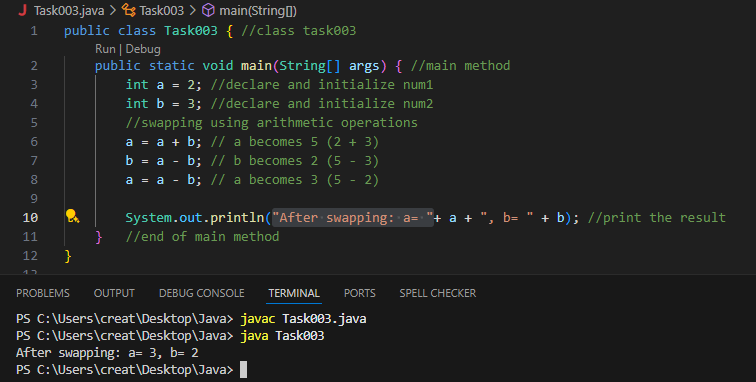 J Task003.java > Task003 > main(String[])
1 public class Task003 { //class task003
Run | Debug
2 public static void main(String[] args) { //main method
3 int a = 2; //declare and initialize num1
4 int b = 3; //declare and initialize num2
5 //swapping using arithmetic operations
6 a = a + b; // a becomes 5 (2 + 3)
7 b = a - b; // b becomes 2 (5 - 3)
8 a = a - b; // a becomes 3 (5 - 2)
9
10 System.out.println("After swapping: a= "+ a + ", b= " + b); //print the result
11 } //end of main method
12 }
13
PROBLEMS OUTPUT DEBUG CONSOLE TERMINAL PORTS SPELL CHECKER
PS C:\Users\creat\Desktop\Java> javac Task003.java
PS C:\Users\creat\Desktop\Java> java Task003
After swapping: a= 3, b= 2
PS C:\Users\creat\Desktop\Java>